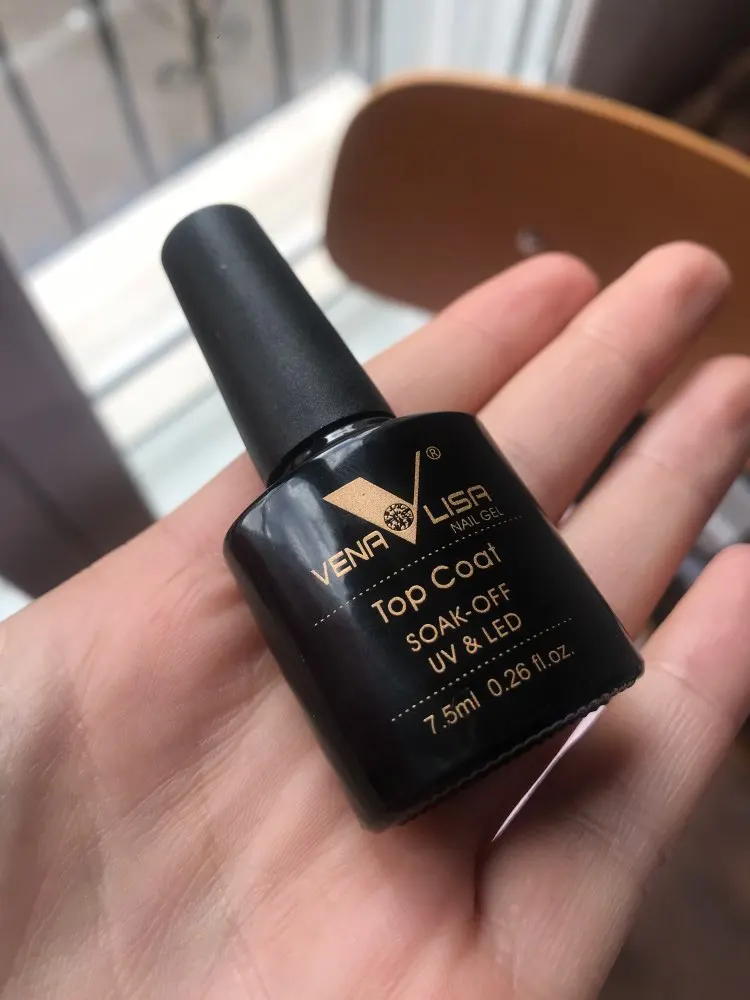 VENA LISA ®
NAIL GEL
Top Coat
SOAK-OFF
UV & LED
7.5ml 0.26 fl.oz.